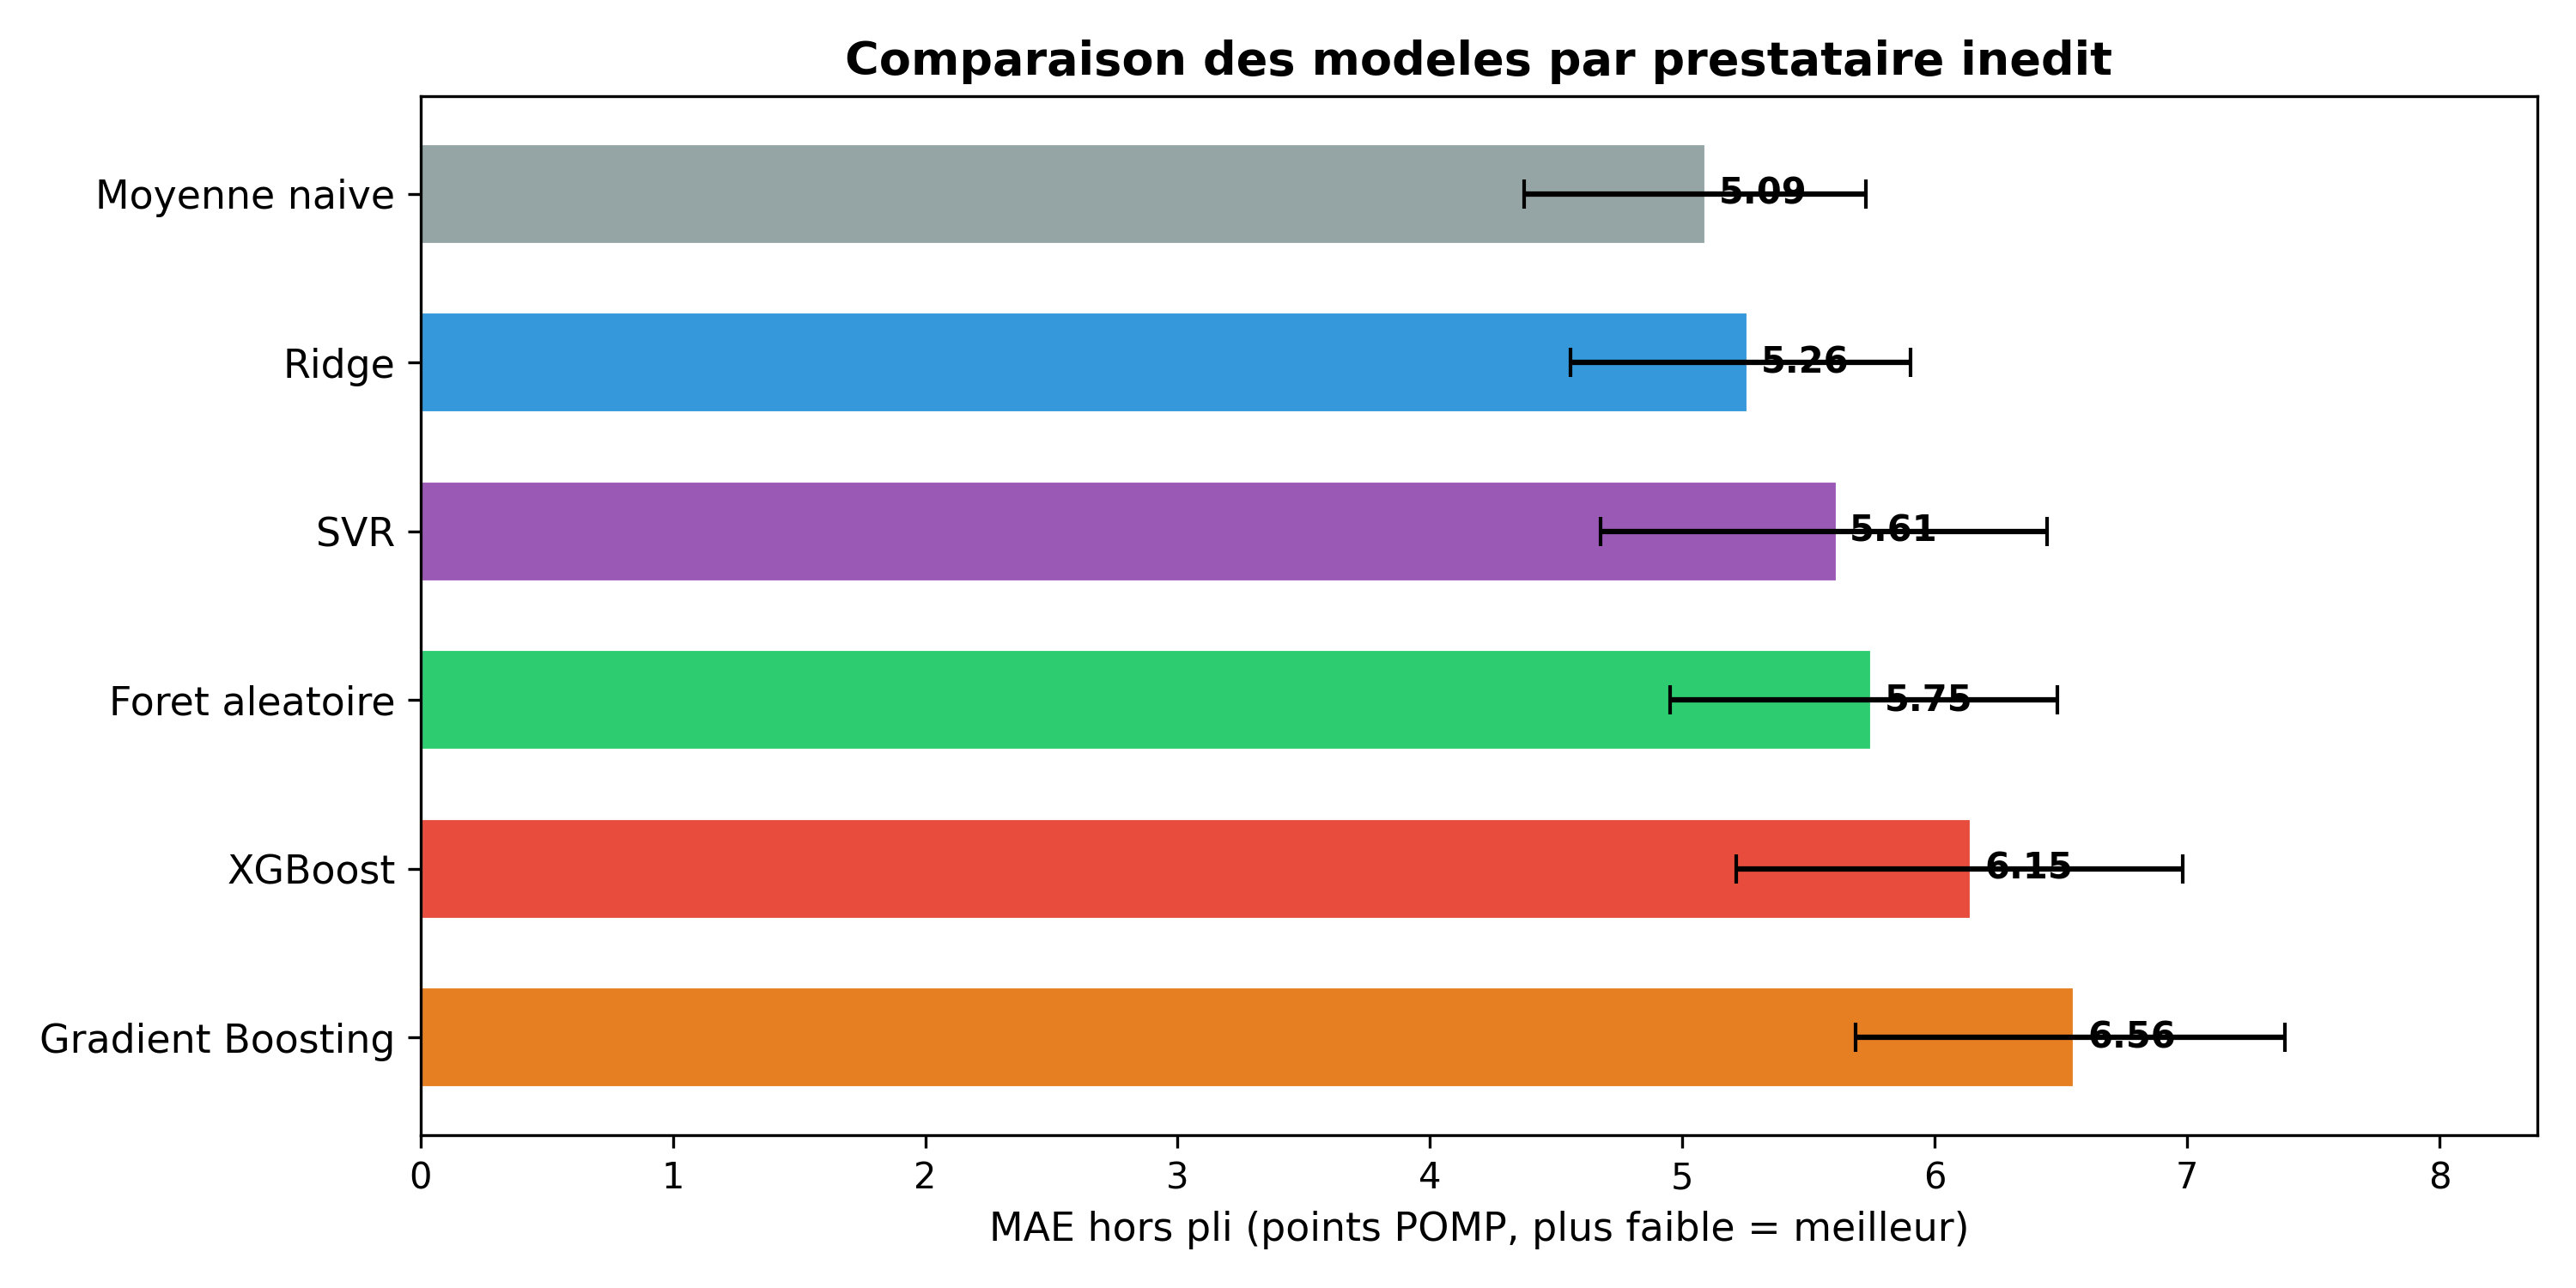 Comparaison des modeles par prestataire inedit
Moyenne naive
5.09
Ridge
5.26
SVR
5.61
Foret aleatoire
5.75
XGBoost
6.15
Gradient Boosting
6.56
0 1 2 3 4 5 6 7 8
MAE hors pli (points POMP, plus faible = meilleur)